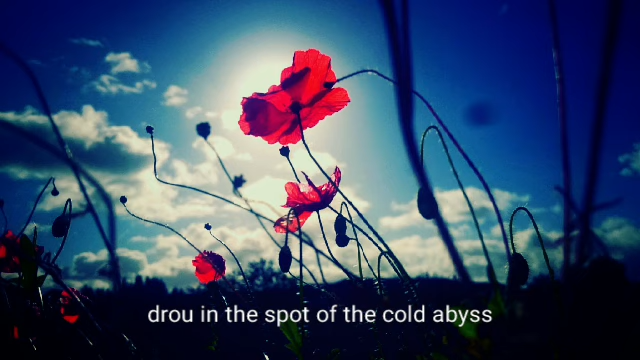 drou in the spot of the cold abyss